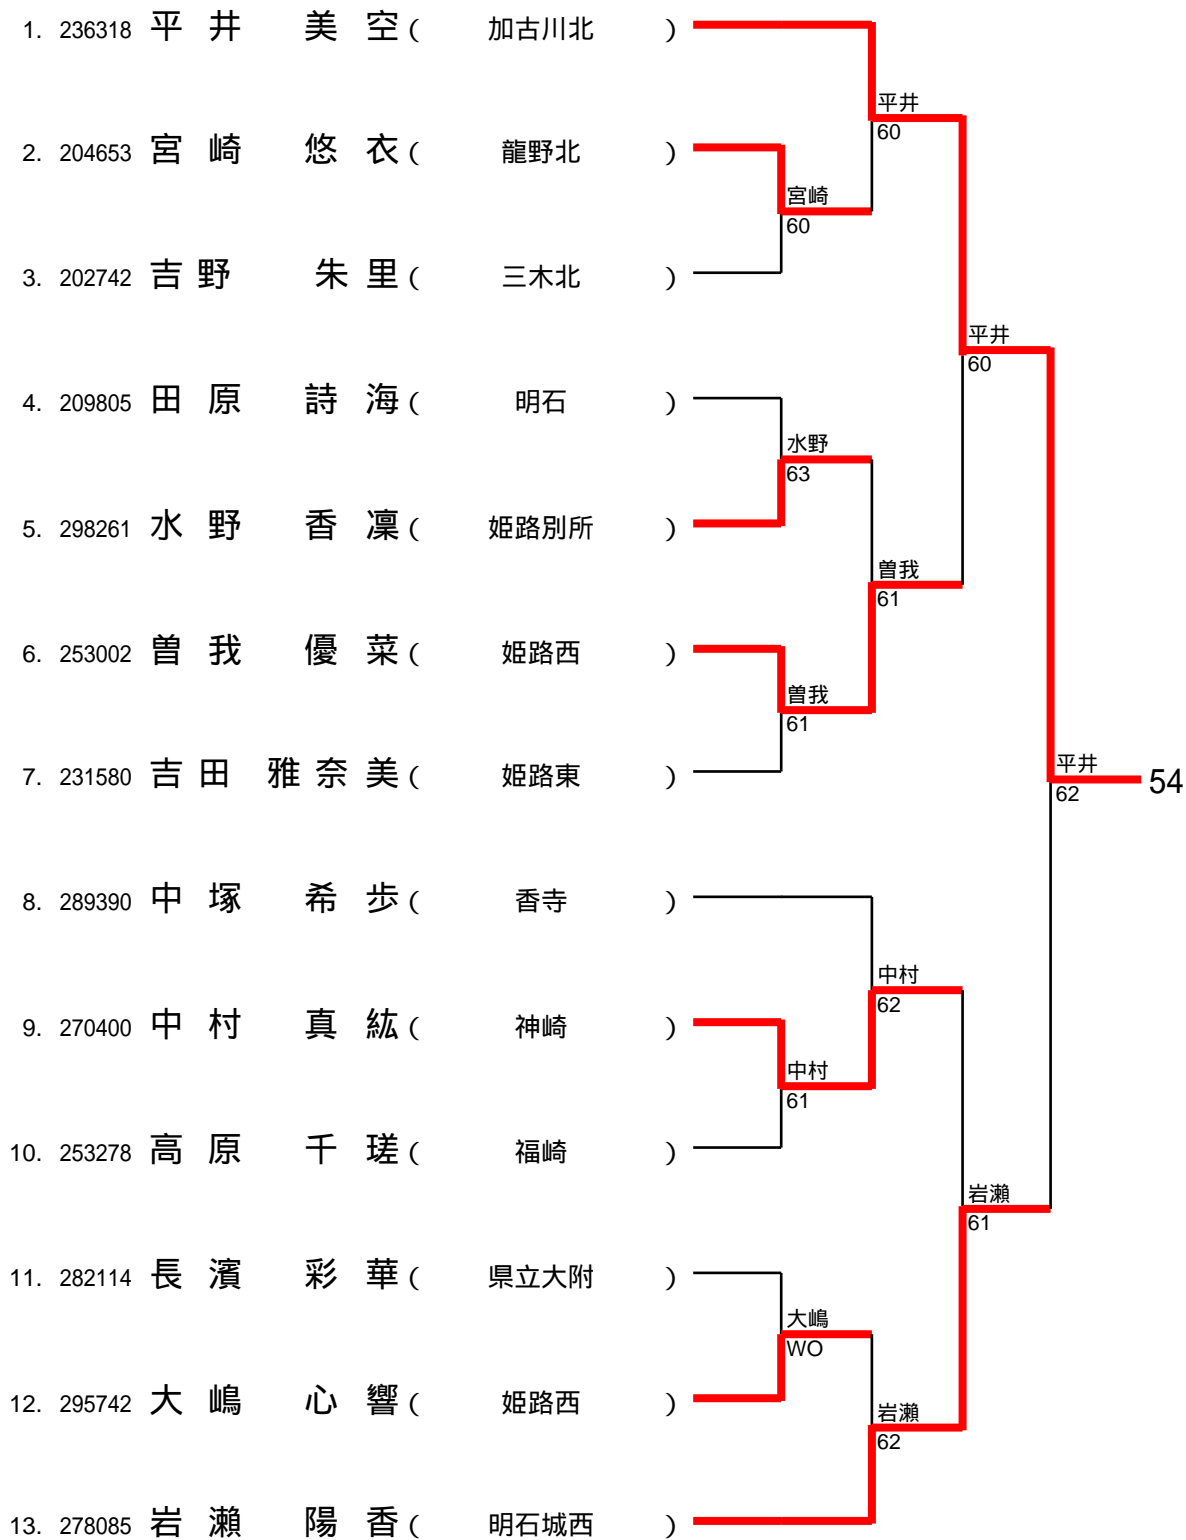 1. 236318 平井 美空 ( 加古川北 )
平井
60
2. 204653 宮崎 悠衣 ( 龍野北 )
宮崎
60
3. 202742 吉野 朱里 ( 三木北 )
平井
60
4. 209805 田原 詩海 ( 明石 )
水野
63
5. 298261 水野 香凜 ( 姫路別所 )
曽我
61
6. 253002 曽我 優菜 ( 姫路西 )
曽我
61
7. 231580 吉田 雅奈美 ( 姫路東 )
平井
62
54
8. 289390 中塚 希歩 ( 香寺 )
中村
62
9. 270400 中村 真紘 ( 神崎 )
中村
61
10. 253278 高原 千瑳 ( 福崎 )
岩瀬
61
11. 282114 長濱 彩華 ( 県立大附 )
大嶋
WO
12. 295742 大嶋 心響 ( 姫路西 )
岩瀬
62
13. 278085 岩瀬 陽香 ( 明石城西 )